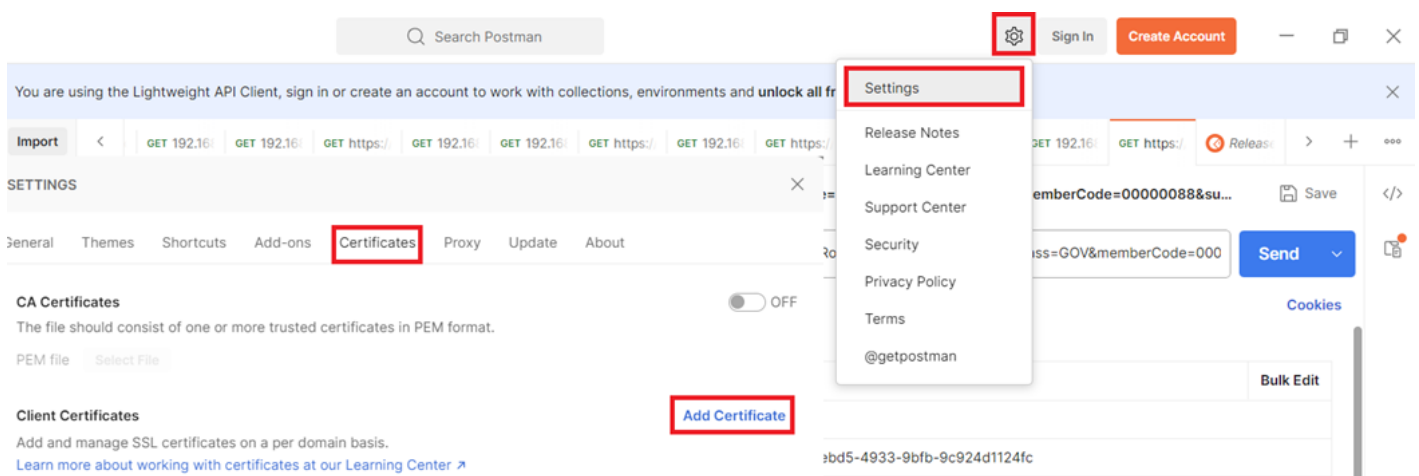 Search Postman
Sign In
Create Account
You are using the Lightweight API Client, sign in or create an account to work with collections, environments and unlock all fr
Import
GET 192.16
GET 192.16
GET https:/
GET 192.16
GET 192.16
GET https:/
GET 192.16
GET https:/
GET 192.16
GET https:/
Release
Settings
Release Notes
Learning Center
Support Center
Security
Privacy Policy
Terms
@getpostman
SETTINGS
General Themes Shortcuts Add-ons Certificates Proxy Update About
CA Certificates
OFF
The file should consist of one or more trusted certificates in PEM format.
PEM file Select File
Client Certificates
Add Certificate
Add and manage SSL certificates on a per domain basis.
Learn more about working with certificates at our Learning Center ↗
emberCode=00000088&su...
Save
</>
ss=GOV&memberCode=000
Send
Cookies
Bulk Edit
ebd5-4933-9bfb-9c924d1124fc